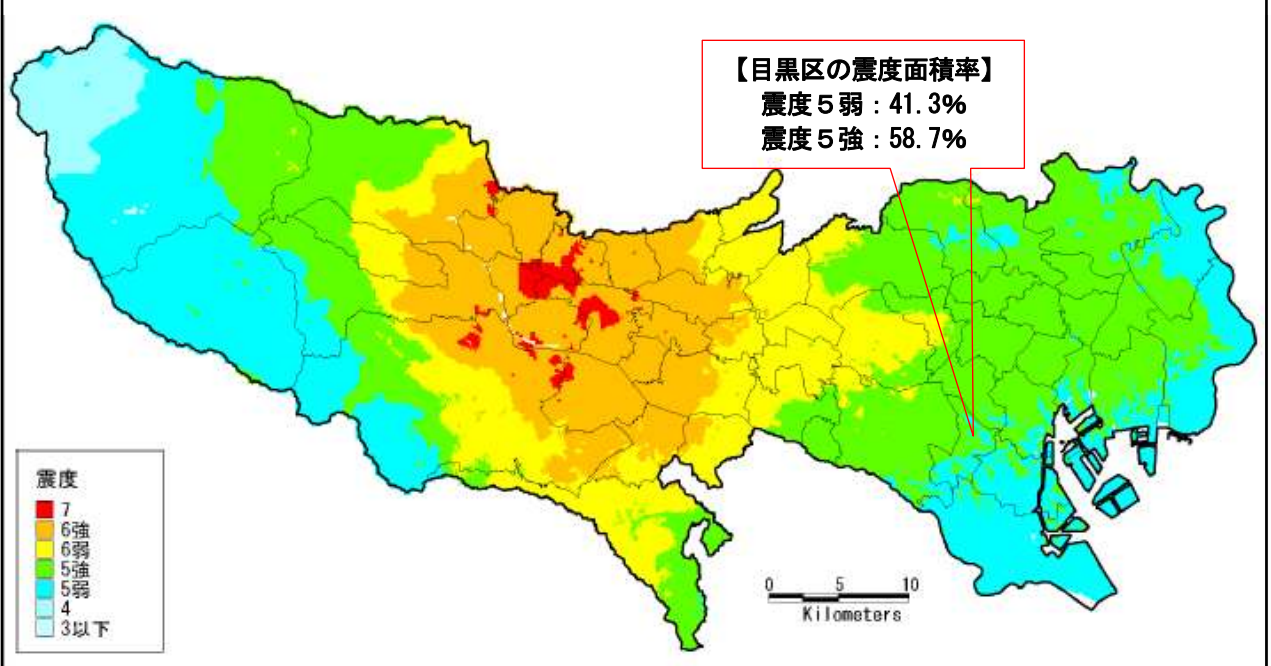 【目黒区の震度面積率】
震度５弱：41.3%
震度５強：58.7%
震度
7
6強
6弱
5強
5弱
4
3以下
0 5 10
Kilometers